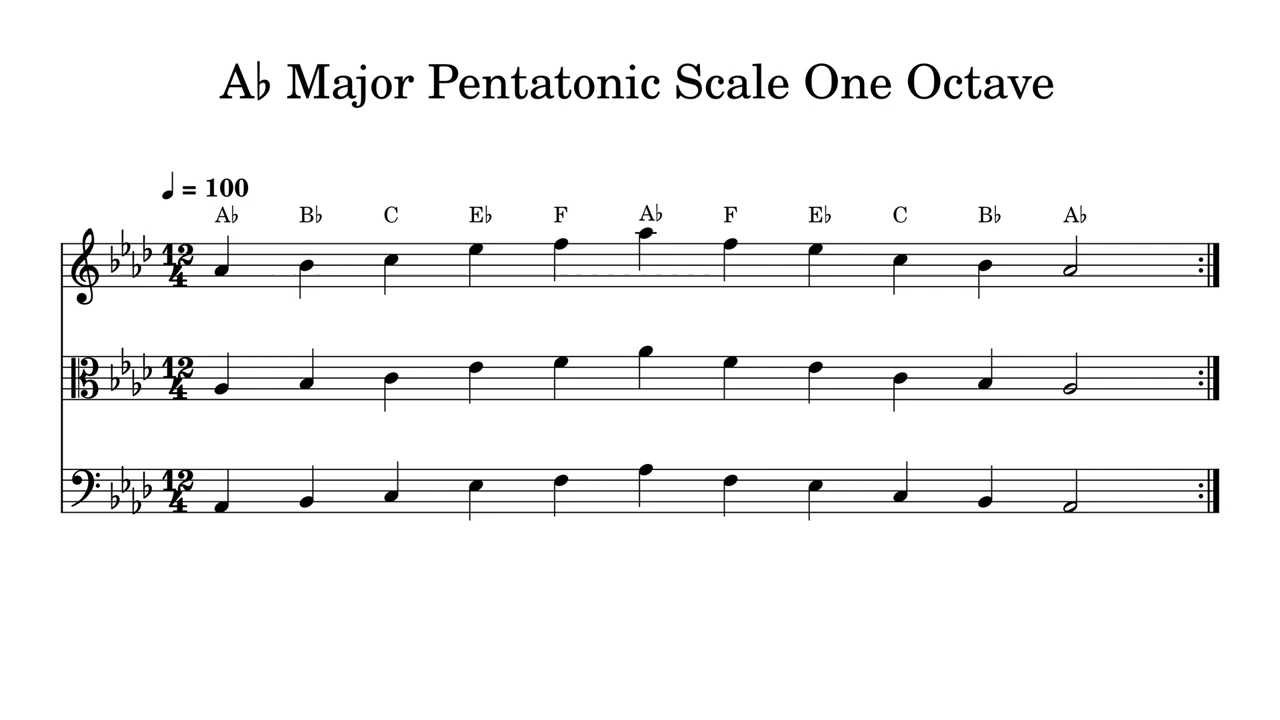 A♭ Major Pentatonic Scale One Octave
♩ = 100
A♭ B♭ C E♭ F A♭ F E♭ C B♭ A♭
12
4
12
4
12
4